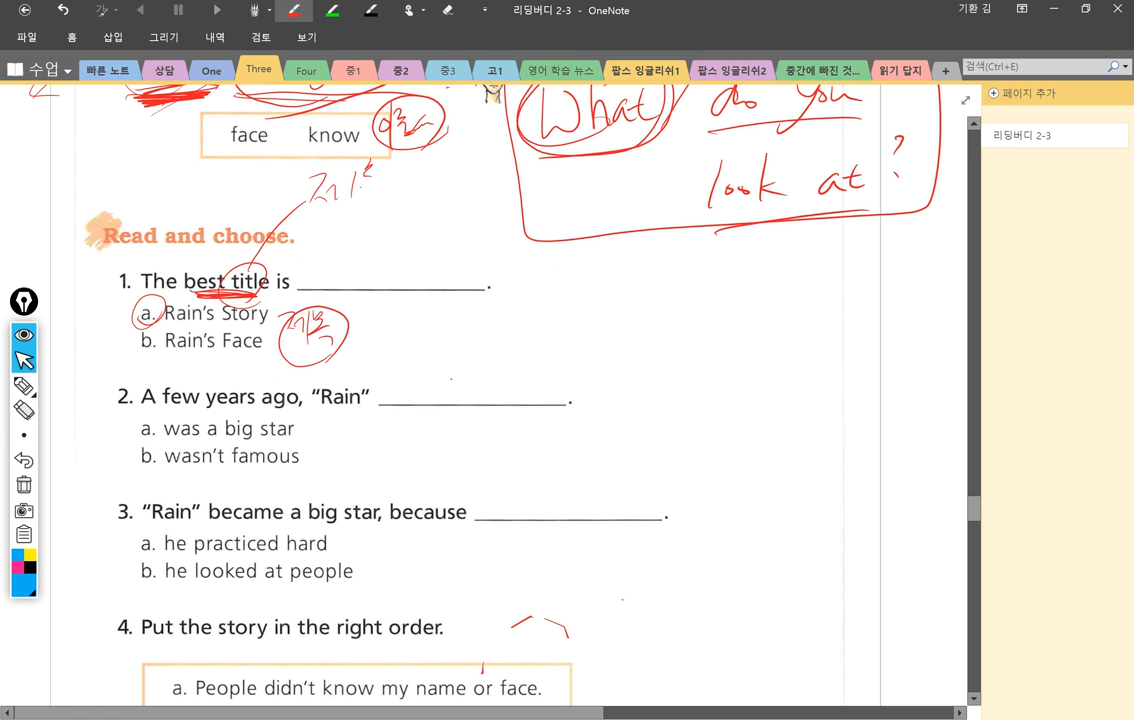 리딩버디 2-3 - OneNote
기환 김
파일 홈 삽입 그리기 내역 검토 보기
수업 빠른 노트 상담 One Three Four 중1 중2 중3 고1 영어 학습 뉴스 팝스 잉글리쉬1 팝스 잉글리쉬2 중간에 빠진 것... 읽기 답지 + 검색(Ctrl+E)
페이지 추가
리딩버디 2-3
What do you
look at ?
face know
Read and choose.
1. The best title is ____________________.
a. Rain's Story
b. Rain's Face
제목
2. A few years ago, “Rain” ____________________.
a. was a big star
b. wasn't famous
3. “Rain” became a big star, because ____________________.
a. he practiced hard
b. he looked at people
4. Put the story in the right order.
a. People didn't know my name or face.